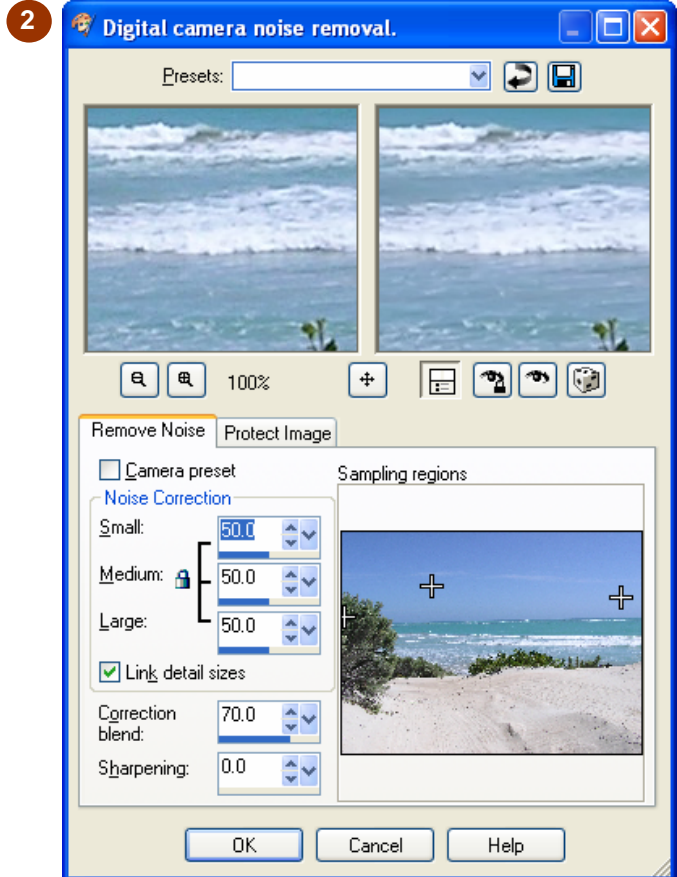 2
Digital camera noise removal.
Presets:
100%
Remove Noise
Protect Image
Camera preset
Sampling regions
Noise Correction
Small: 50.0
Medium: 50.0
Large: 50.0
Link detail sizes
Correction blend: 70.0
Sharpening: 0.0
OK
Cancel
Help